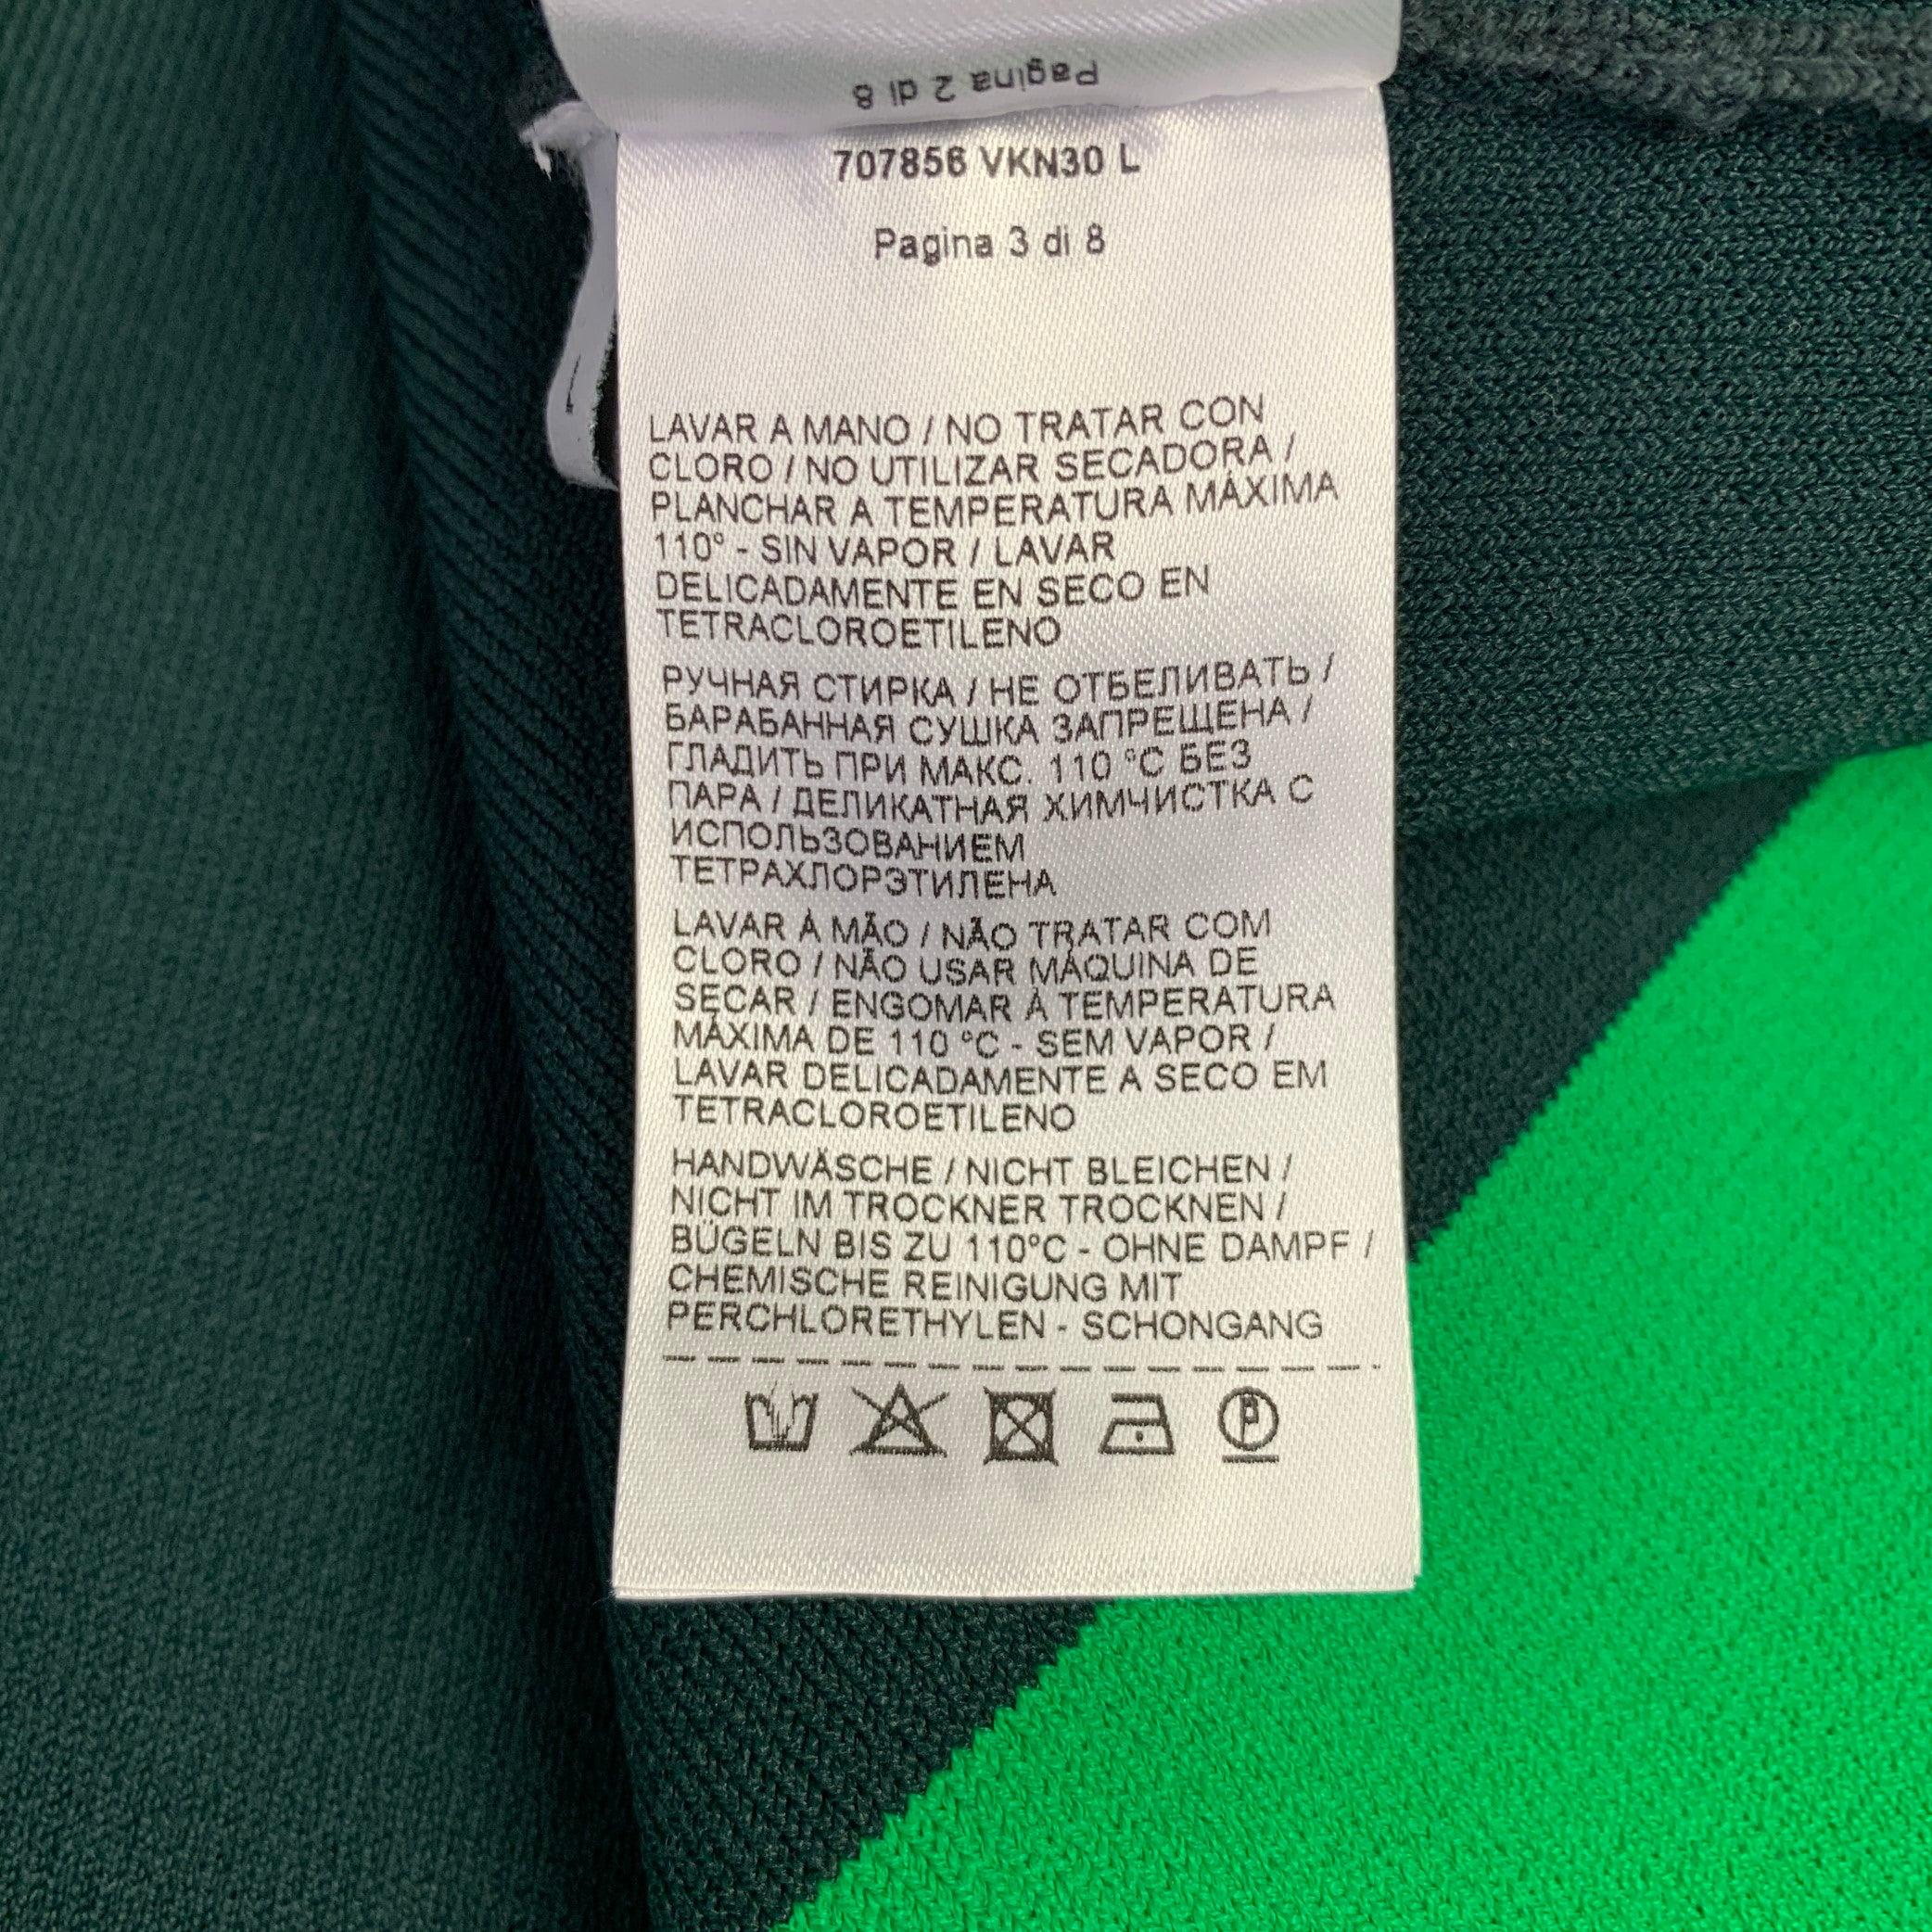 Pagina 2 di 8
707856 VKN30 L
Pagina 3 di 8
LAVAR A MANO / NO TRATAR CON
CLORO / NO UTILIZAR SECADORA /
PLANCHAR A TEMPERATURA MÁXIMA
110° - SIN VAPOR / LAVAR
DELICADAMENTE EN SECO EN
TETRACLOROETILENO
РУЧНАЯ СТИРКА / НЕ ОТБЕЛИВАТЬ /
БАРАБАННАЯ СУШКА ЗАПРЕЩЕНА /
ГЛАДИТЬ ПРИ МАКС. 110 °C БЕЗ
ПАРА / ДЕЛИКАТНАЯ ХИМЧИСТКА С
ИСПОЛЬЗОВАНИЕМ
ТЕТРАХЛОРЭТИЛЕНА
LAVAR À MÃO / NÃO TRATAR COM
CLORO / NÃO USAR MÁQUINA DE
SECAR / ENGOMAR À TEMPERATURA
MÁXIMA DE 110 °C - SEM VAPOR /
LAVAR DELICADAMENTE A SECO EM
TETRACLOROETILENO
HANDWÄSCHE / NICHT BLEICHEN /
NICHT IM TROCKNER TROCKNEN /
BÜGELN BIS ZU 110°C - OHNE DAMPF /
CHEMISCHE REINIGUNG MIT
PERCHLORETHYLEN - SCHONGANG
P